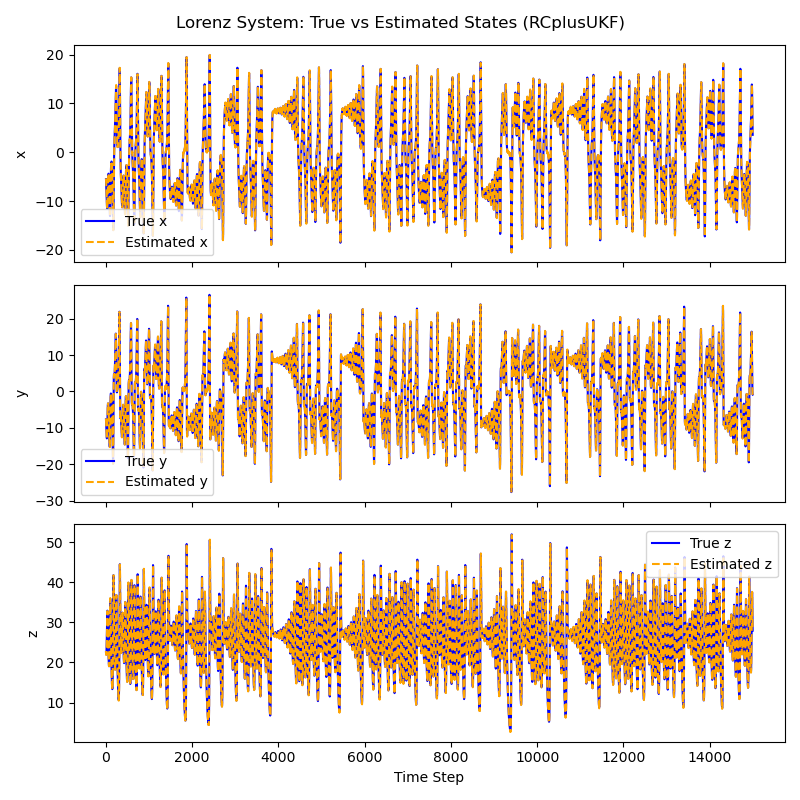 Lorenz System: True vs Estimated States (RCplusUKF)
20
10
0
−10
−20
x
True x
Estimated x
20
10
0
−10
−20
−30
y
True y
Estimated y
50
40
30
20
10
z
True z
Estimated z
0 2000 4000 6000 8000 10000 12000 14000
Time Step